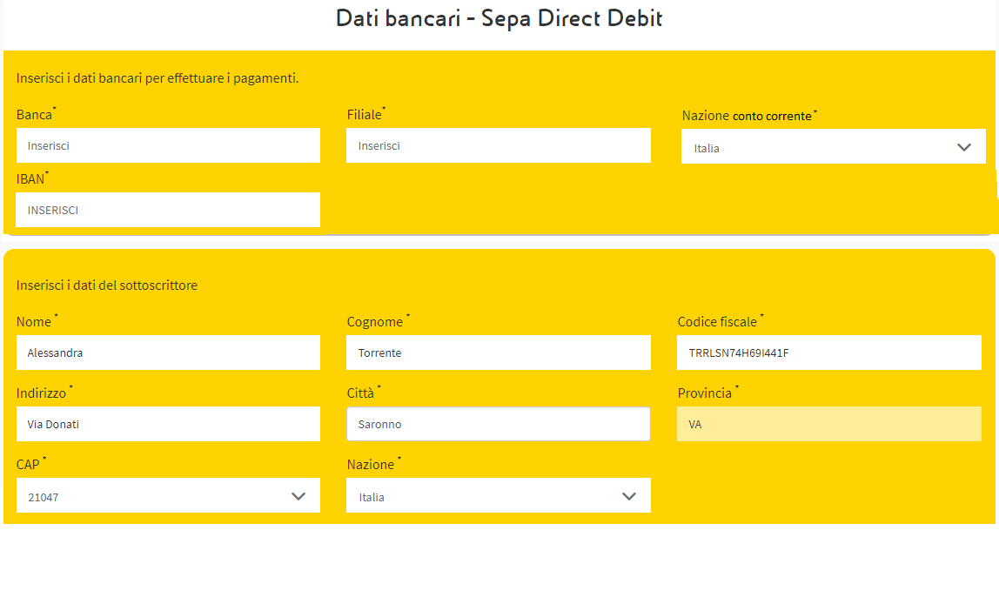 Dati bancari - Sepa Direct Debit
Inserisci i dati bancari per effettuare i pagamenti.
Banca* Filiale* Nazione conto corrente*
Inserisci Inserisci Italia
IBAN*
INSERISCI
Inserisci i dati del sottoscrittore
Nome * Cognome * Codice fiscale *
Alessandra Torrente TRRLSN74H69I441F
Indirizzo * Città * Provincia *
Via Donati Saronno VA
CAP * Nazione *
21047 Italia